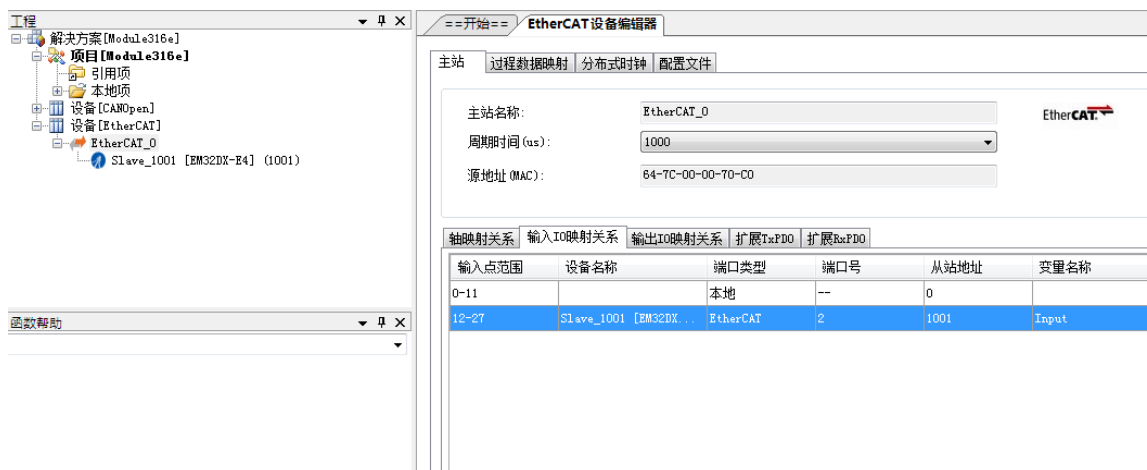 工程
解决方案[Module316e]
项目[Module316e]
引用项
本地项
设备[CANOpen]
设备[EtherCAT]
EtherCAT_0
Slave_1001 [EM32DX-E4] (1001)
函数帮助
==开始== EtherCAT设备编辑器
主站 过程数据映射 分布式时钟 配置文件
主站名称: EtherCAT_0
EtherCAT
周期时间(us): 1000
源地址(MAC): 64-7C-00-00-70-C0
轴映射关系 输入IO映射关系 输出IO映射关系 扩展TxPDO 扩展RxPDO
输入点范围 设备名称 端口类型 端口号 从站地址 变量名称
0-11 本地 -- 0
12-27 Slave_1001 [EM32DX... EtherCAT 2 1001 Input